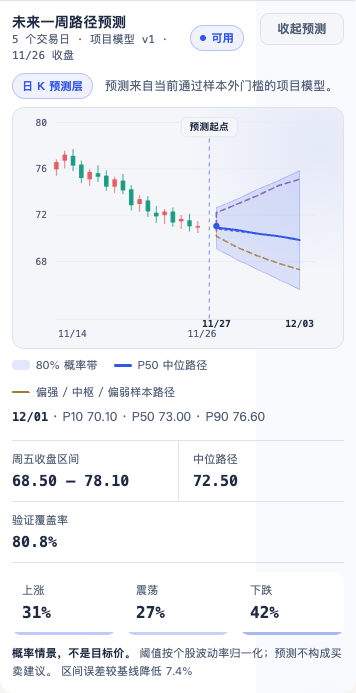 未来一周路径预测
5 个交易日 · 项目模型 v1 ·
11/26 收盘
可用
收起预测
日 K 预测层
预测来自当前通过样本外门槛的项目模型。
预测起点
80
76
72
68
11/27
12/03
11/14
11/26
80% 概率带
P50 中位路径
偏强 / 中枢 / 偏弱样本路径
12/01 · P10 70.10 · P50 73.00 · P90 76.60
周五收盘区间
68.50 — 78.10
中位路径
72.50
验证覆盖率
80.8%
上涨
31%
震荡
27%
下跌
42%
概率情景，不是目标价。 阈值按个股波动率归一化；预测不构成买
卖建议。 区间误差较基线降低 7.4%